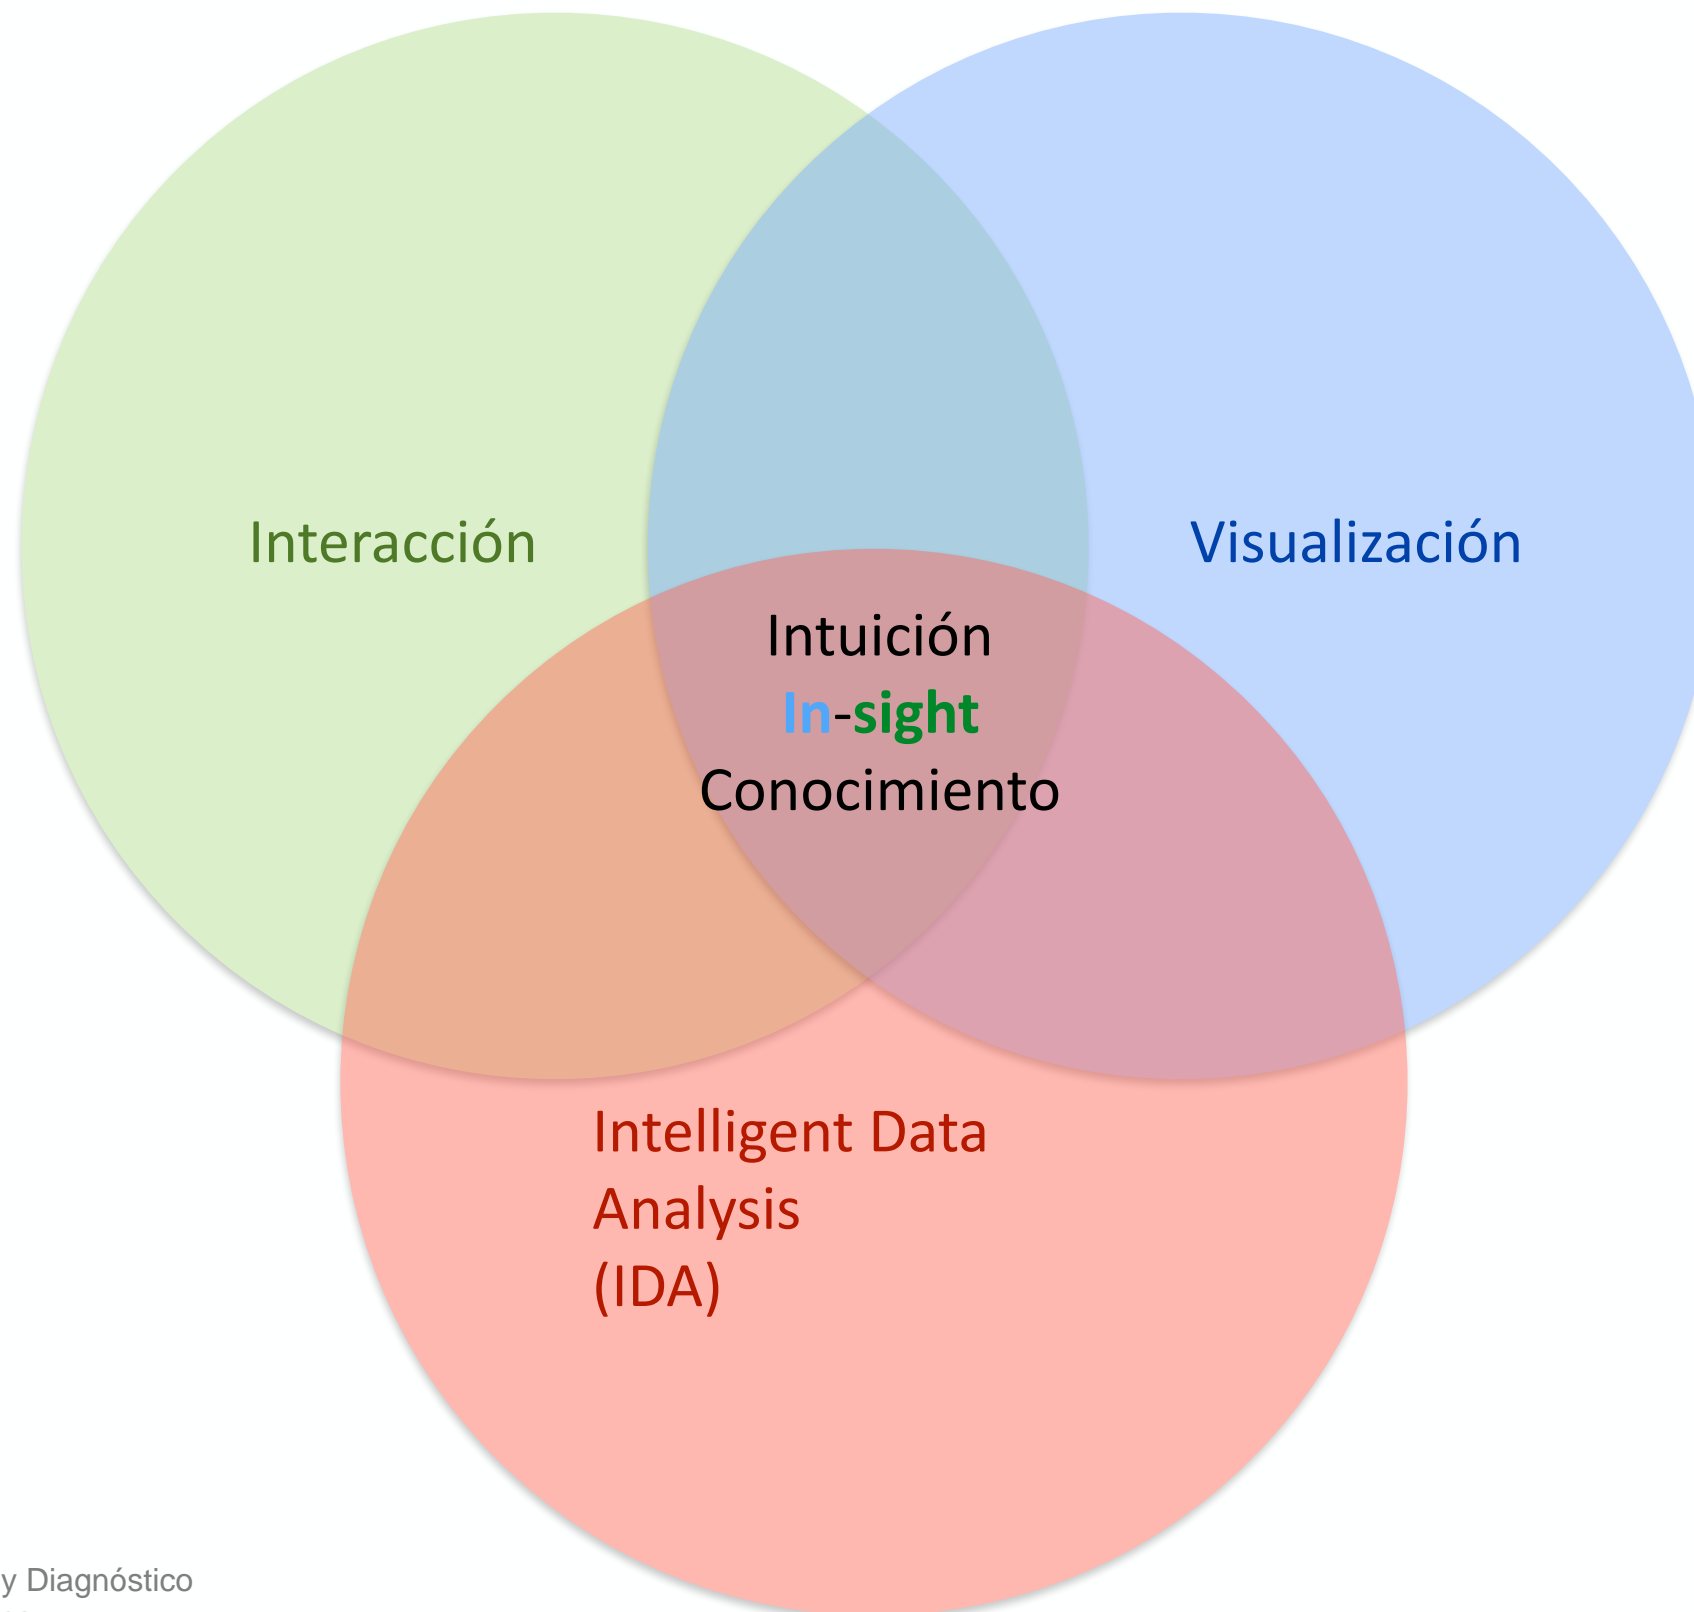 Interacción
Visualización
Intuición
In-sight
Conocimiento
Intelligent Data
Analysis
(IDA)
y Diagnóstico